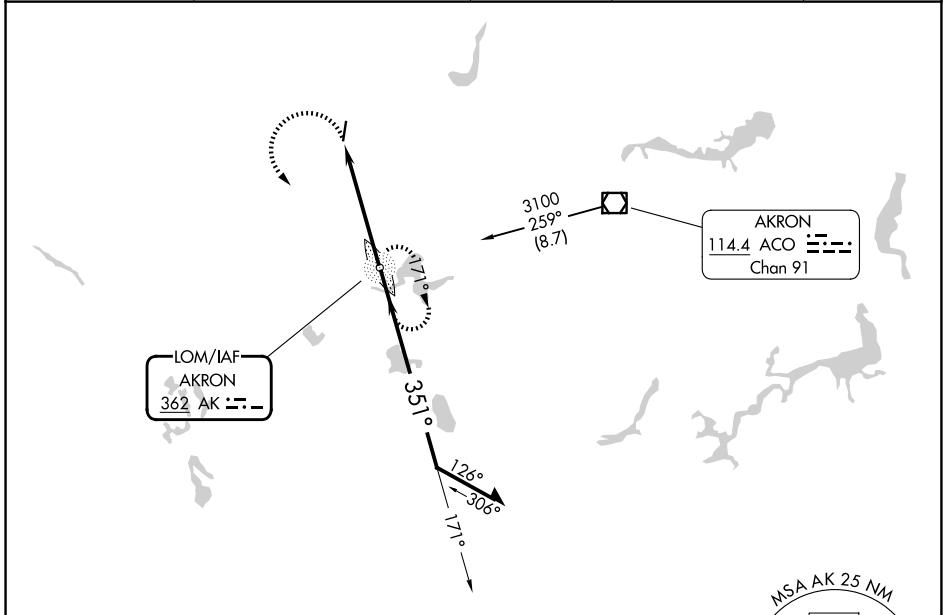 3100
259°
(8.7)
AKRON
114.4 ACO
Chan 91
171°
LOM/IAF
AKRON
362 AK
351°
126°
306°
171°
MSA AK 25 NM